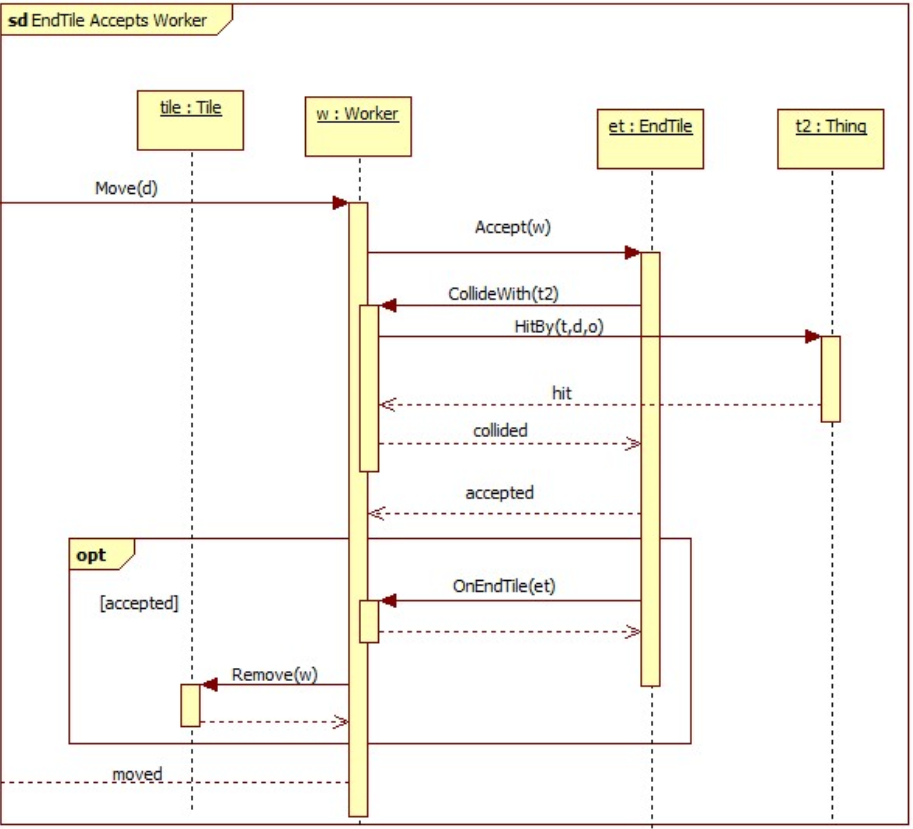 sd EndTile Accepts Worker
tile : Tile
w : Worker
et : EndTile
t2 : Thing
Move(d)
Accept(w)
CollideWith(t2)
HitBy(t,d,o)
hit
collided
accepted
opt
[accepted]
OnEndTile(et)
Remove(w)
moved